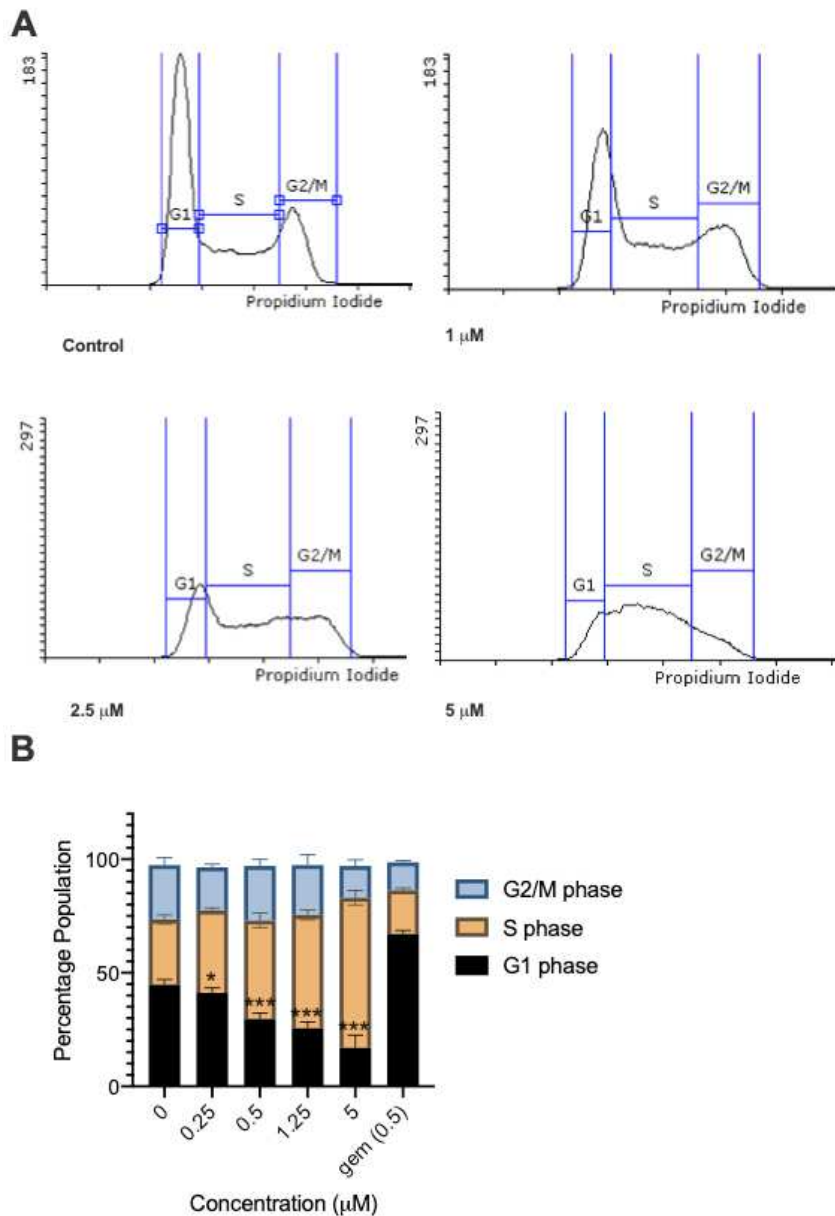 A
183
G1
S
G2/M
Propidium Iodide
Control
183
G1
S
G2/M
Propidium Iodide
1 μM
297
G1
S
G2/M
Propidium Iodide
2.5 μM
297
G1
S
G2/M
Propidium Iodide
5 μM
B
Percentage Population
100
50
0
*
***
***
***
0
0.25
0.5
1.25
5
gem (0.5)
Concentration (μM)
G2/M phase
S phase
G1 phase